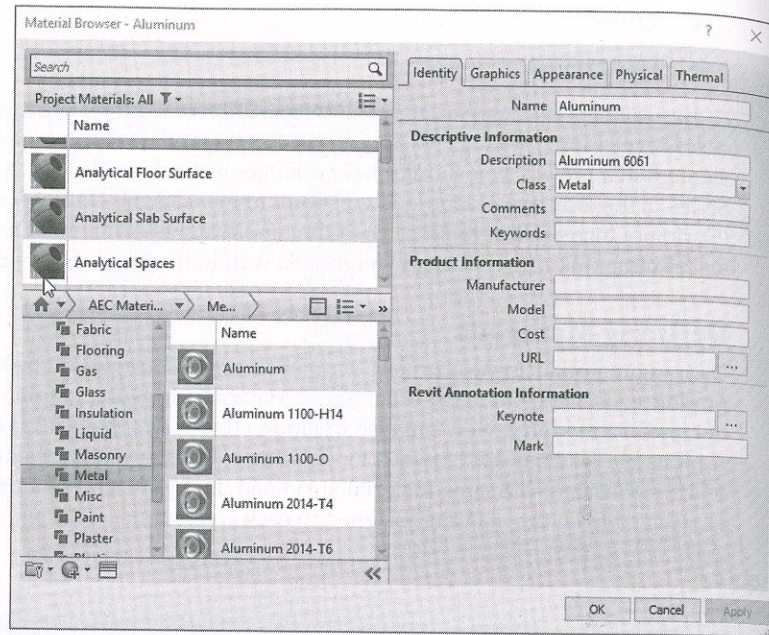 Material Browser - Aluminum
?
Search
Project Materials: All
Name
Analytical Floor Surface
Analytical Slab Surface
Analytical Spaces
AEC Materi... Me... »
Fabric
Flooring
Gas
Glass
Insulation
Liquid
Masonry
Metal
Misc
Paint
Plaster
Name
Aluminum
Aluminum 1100-H14
Aluminum 1100-O
Aluminum 2014-T4
Aluminum 2014-T6
Identity Graphics Appearance Physical Thermal
Name Aluminum
Descriptive Information
Description Aluminum 6061
Class Metal
Comments
Keywords
Product Information
Manufacturer
Model
Cost
URL ...
Revit Annotation Information
Keynote ...
Mark
OK Cancel Apply